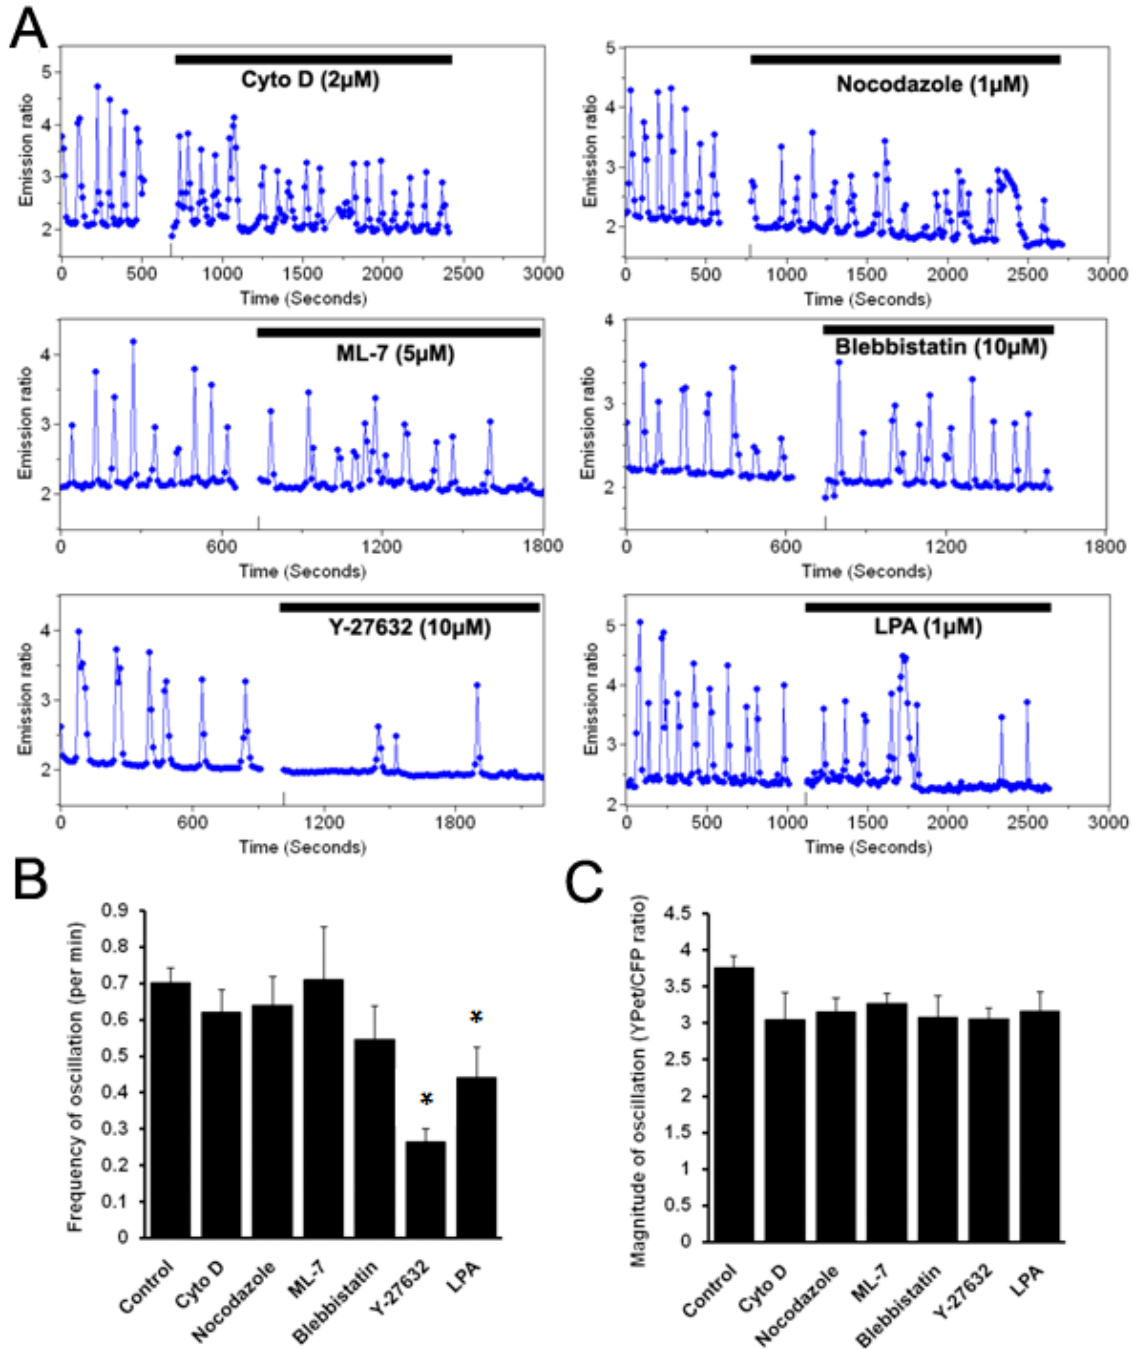 A
Cyto D (2µM)
Emission ratio
5
4
3
2
0 500 1000 1500 2000 2500 3000
Time (Seconds)
Nocodazole (1µM)
Emission ratio
5
4
3
2
0 500 1000 1500 2000 2500 3000
Time (Seconds)
ML-7 (5µM)
Emission ratio
4
3
2
0 600 1200 1800
Time (Seconds)
Blebbistatin (10µM)
Emission ratio
4
3
2
0 600 1200 1800
Time (Seconds)
Y-27632 (10µM)
Emission ratio
4
3
2
0 600 1200 1800
Time (Seconds)
LPA (1µM)
Emission ratio
5
4
3
2
0 500 1000 1500 2000 2500 3000
Time (Seconds)
B
Frequency of oscillation (per min)
0.9
0.8
0.7
0.6
0.5
0.4
0.3
0.2
0.1
0
*
*
Control
Cyto D
Nocodazole
ML-7
Blebbistatin
Y-27632
LPA
C
Magnitude of oscillation (YPet/CFP ratio)
4.5
4
3.5
3
2.5
2
1.5
1
0.5
0
Control
Cyto D
Nocodazole
ML-7
Blebbistatin
Y-27632
LPA